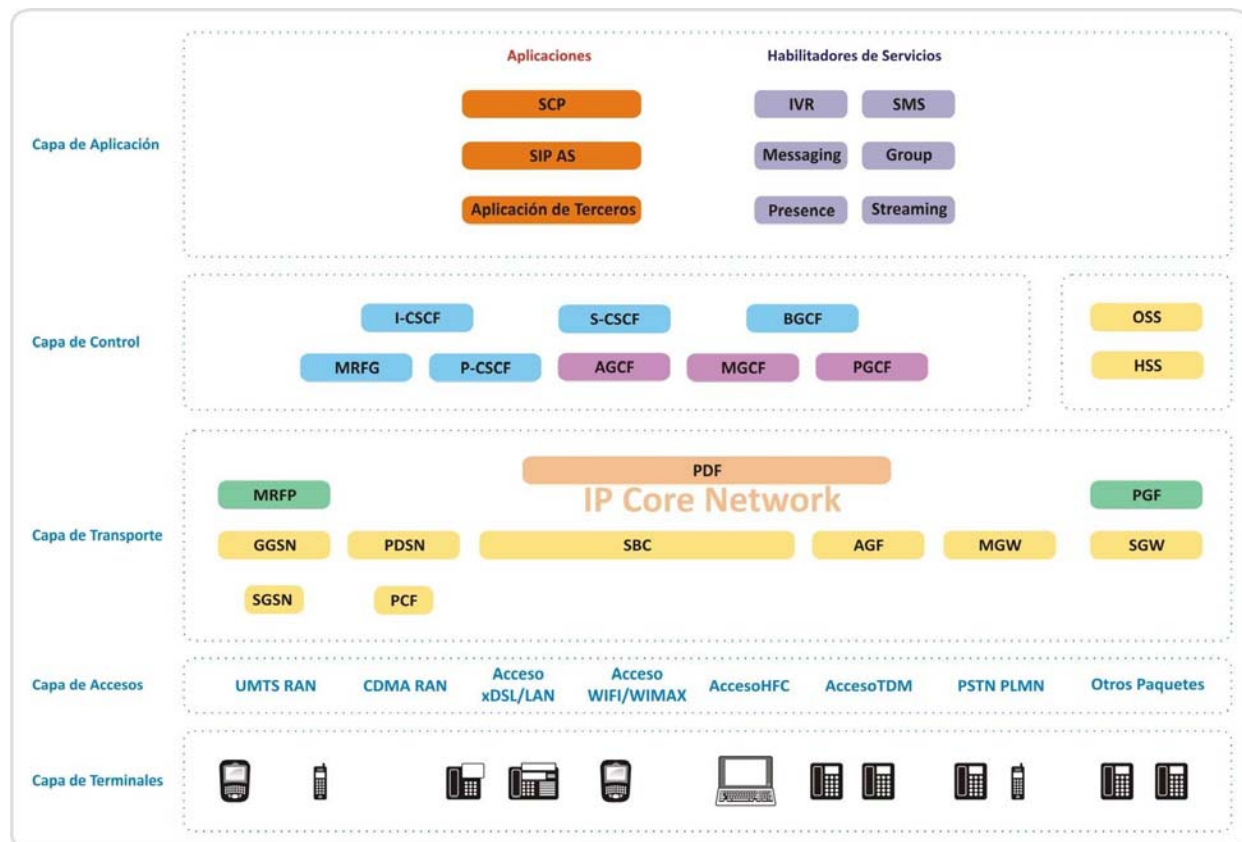 Aplicaciones
Habilitadores de Servicios
SCP
IVR
SMS
Capa de Aplicación
SIP AS
Messaging
Group
Aplicación de Terceros
Presence
Streaming
I-CSCF
S-CSCF
BGCF
OSS
Capa de Control
MRFG
P-CSCF
AGCF
MGCF
PGCF
HSS
PDF
IP Core Network
MRFP
PGF
Capa de Transporte
GGSN
PDSN
SBC
AGF
MGW
SGW
SGSN
PCF
Capa de Accesos
UMTS RAN
CDMA RAN
Acceso
xDSL/LAN
Acceso
WIFI/WIMAX
AccesoHFC
AccesoTDM
PSTN PLMN
Otros Paquetes
Capa de Terminales